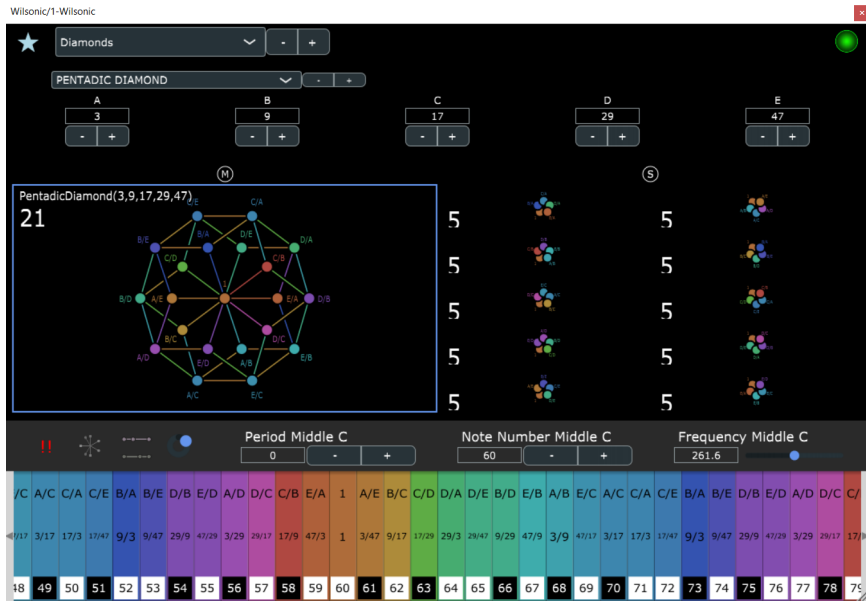 Wilsonic/1-Wilsonic
×
Diamonds
- +
PENTADIC DIAMOND
- +
A B C D E
3 9 17 29 47
- + - + - + - + - +
M S
PentadicDiamond(3,9,17,29,47)
21
C/E C/A
B/E B/A D/E D/A
C/D C/B
1
B/D A/E E/A D/B
B/C D/C
A/D E/D A/B E/B
A/C E/C
5 5
5 5
5 5
5 5
5 5
!! Period Middle C Note Number Middle C Frequency Middle C
0 - + 60 - + 261.6
/C A/C C/A C/E B/A B/E D/B E/D A/D D/C C/B E/A 1 A/E B/C C/D D/A D/E B/D E/B A/B E/C A/C C/A C/E B/A B/E D/B E/D A/D D/C C/
/17 3/17 17/3 17/47 9/3 9/47 29/9 47/29 3/29 29/17 17/9 47/3 1 3/47 9/17 17/29 29/3 29/47 9/29 47/9 3/9 47/17 3/17 17/3 17/47 9/3 9/47 29/9 47/29 3/29 29/17 17/
48 49 50 51 52 53 54 55 56 57 58 59 60 61 62 63 64 65 66 67 68 69 70 71 72 73 74 75 76 77 78 79